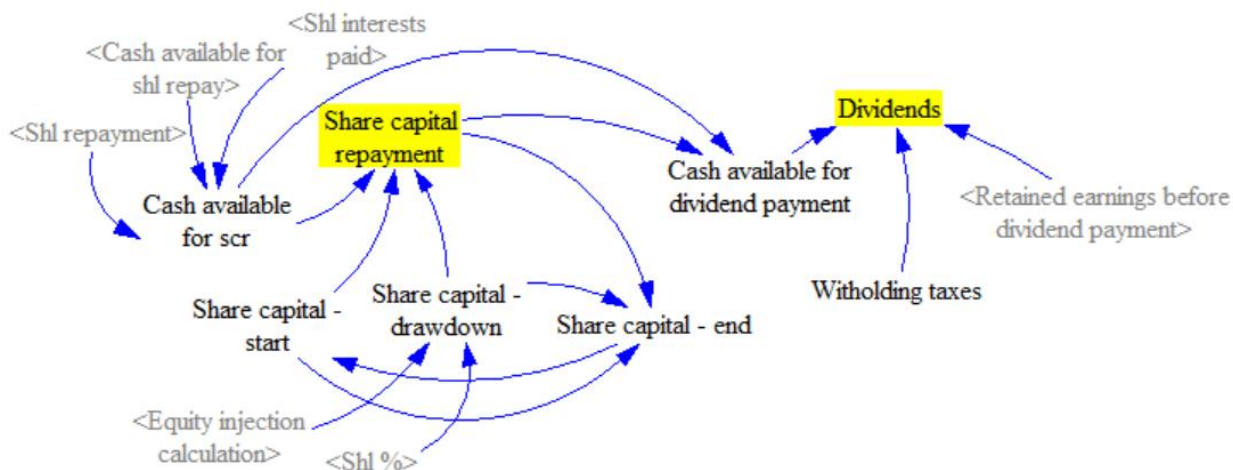 <Shl interests
paid>
<Cash available for
shl repay>
<Shl repayment>
Share capital
repayment
Dividends
Cash available
for scr
Cash available for
dividend payment
<Retained earnings before
dividend payment>
Share capital -
start
Share capital -
drawdown
Share capital - end
Witholding taxes
<Equity injection
calculation>
<Shl %>